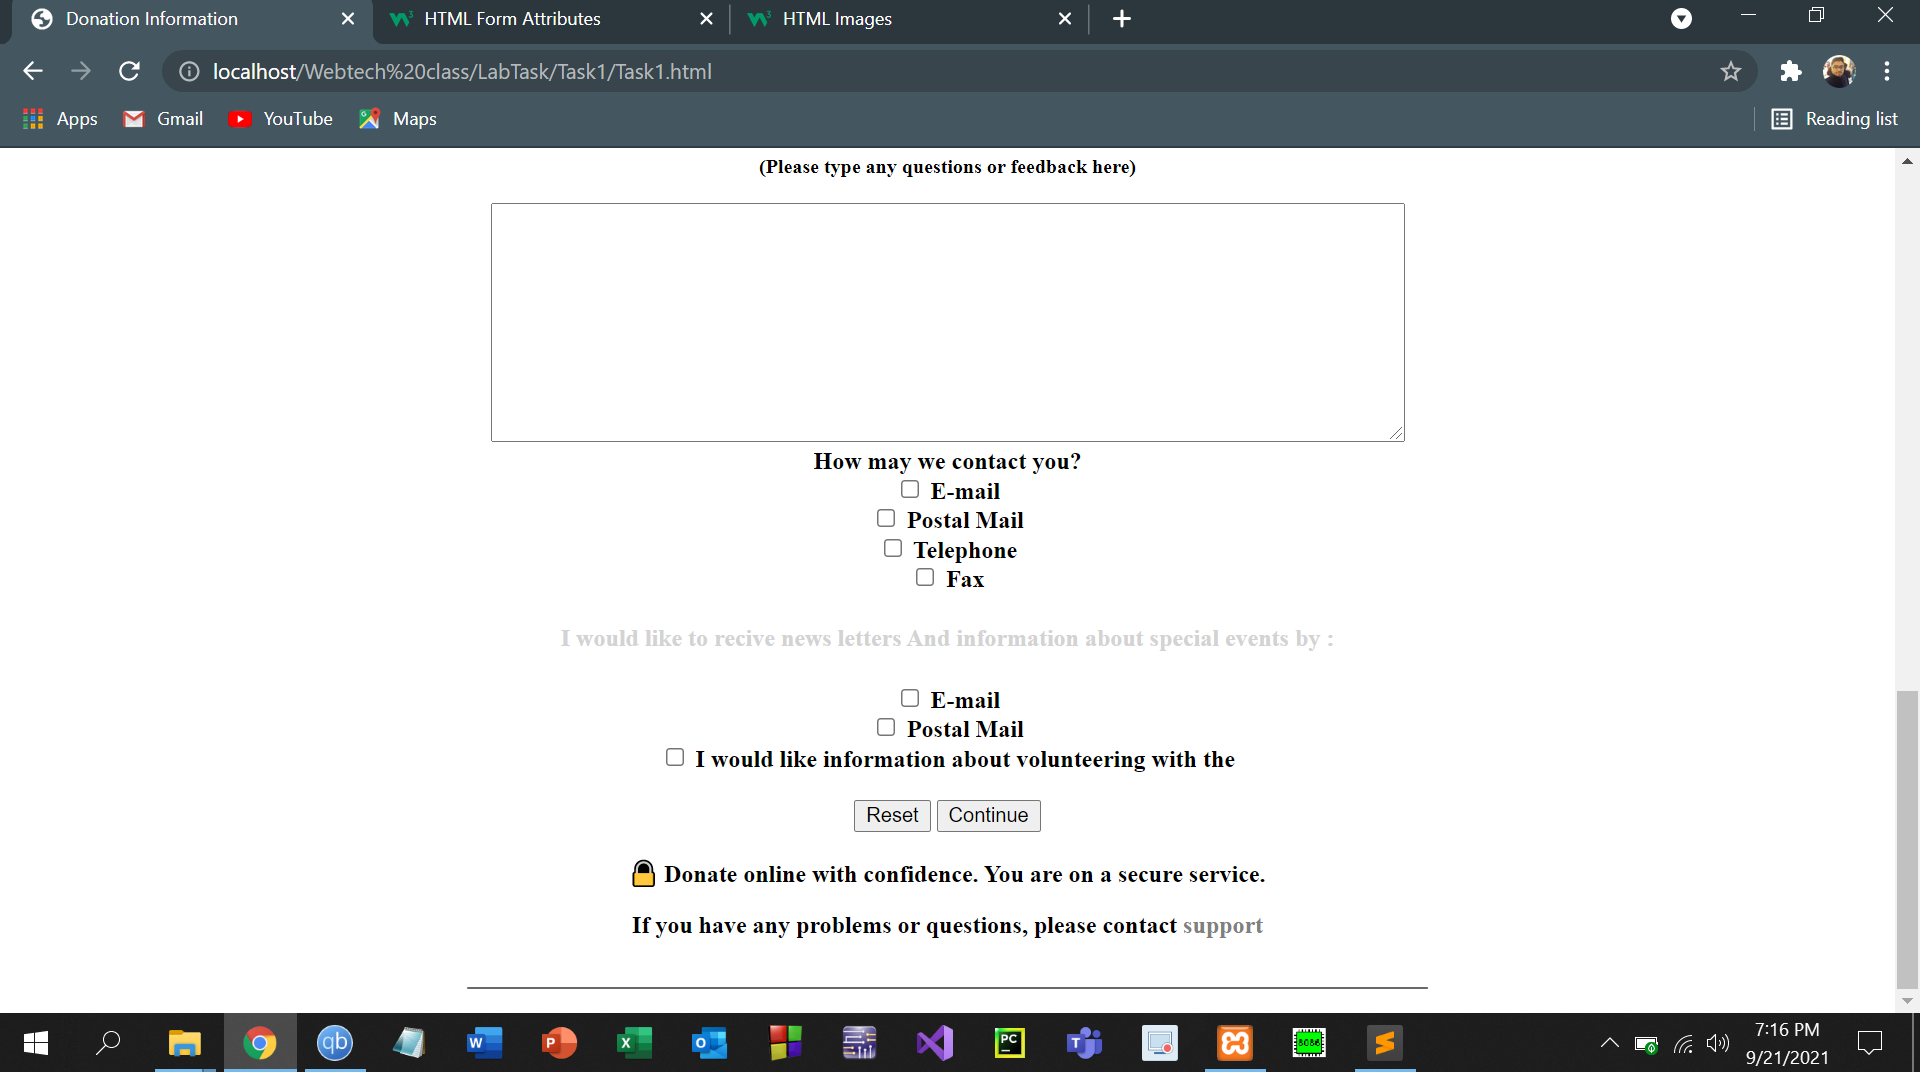 Donation Information
HTML Form Attributes
HTML Images
localhost/Webtech%20class/LabTask/Task1/Task1.html
Apps
Gmail
YouTube
Maps
Reading list
(Please type any questions or feedback here)
How may we contact you?
E-mail
Postal Mail
Telephone
Fax
I would like to recive news letters And information about special events by :
E-mail
Postal Mail
I would like information about volunteering with the
Reset Continue
Donate online with confidence. You are on a secure service.
If you have any problems or questions, please contact support
7:16 PM
9/21/2021